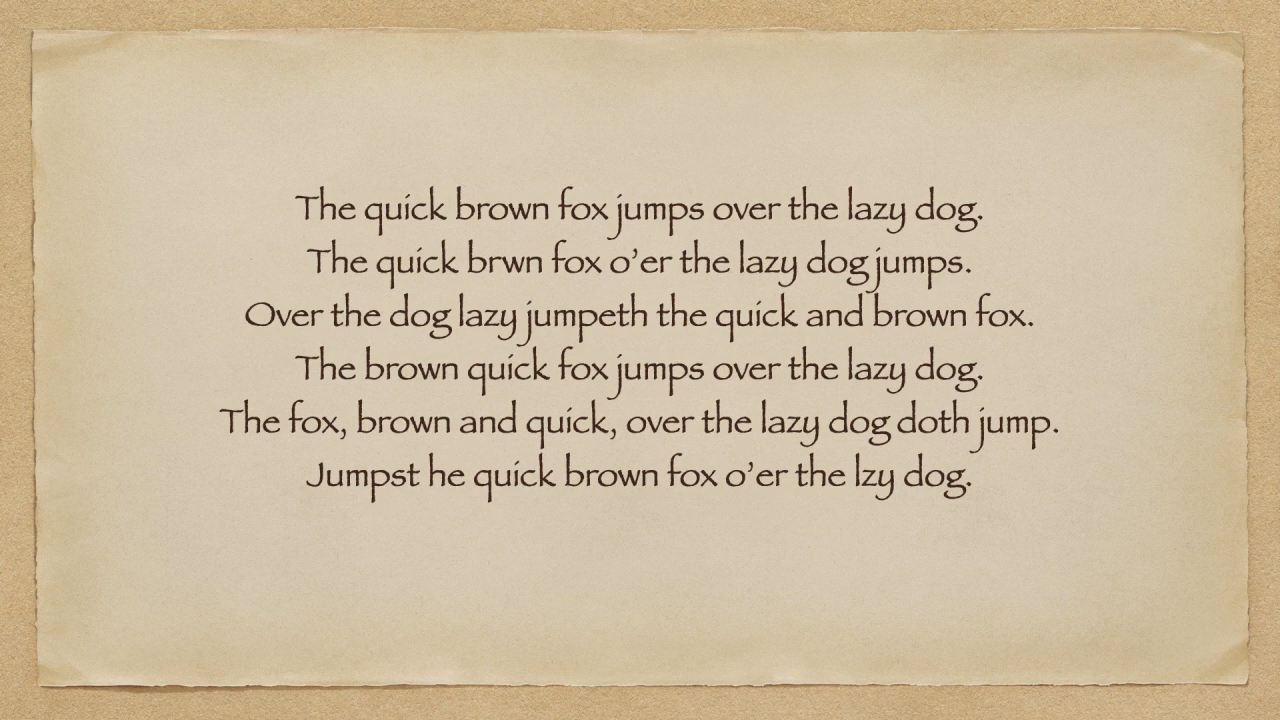 The quick brown fox jumps over the lazy dog.
The quick brwn fox o’er the lazy dog jumps.
Over the dog lazy jumpeth the quick and brown fox.
The brown quick fox jumps over the lazy dog.
The fox, brown and quick, over the lazy dog doth jump.
Jumpst he quick brown fox o’er the lzy dog.